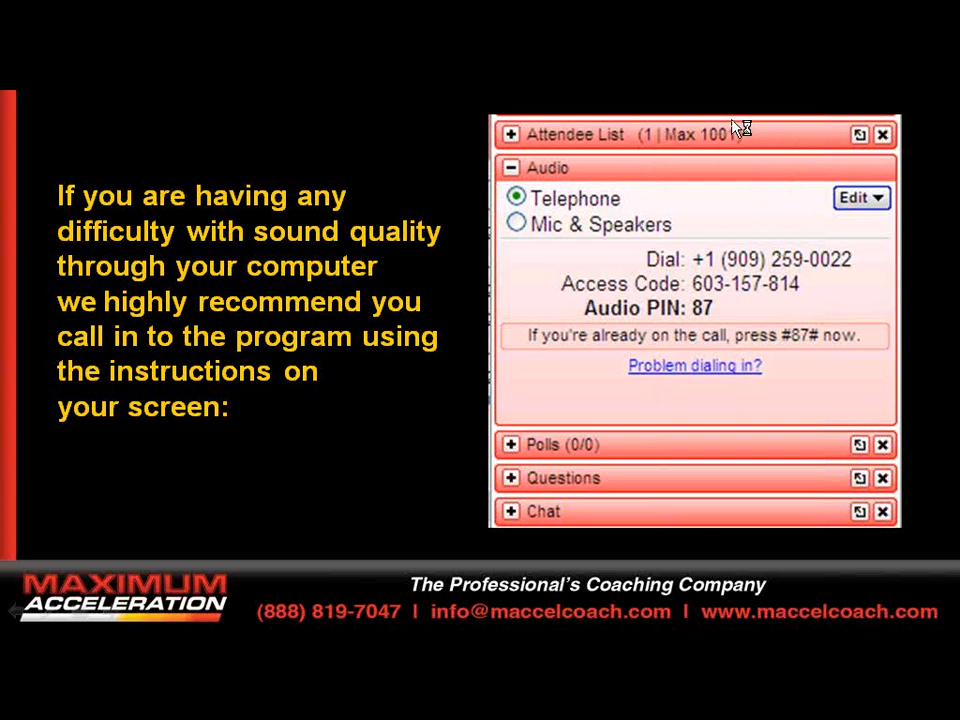 If you are having any
difficulty with sound quality
through your computer
we highly recommend you
call in to the program using
the instructions on
your screen:
Attendee List (1 | Max 1001)
Audio
Telephone
Edit
Mic & Speakers
Dial: +1 (909) 259-0022
Access Code: 603-157-814
Audio PIN: 87
If you're already on the call, press #87# now.
Problem dialing in?
Polls (0/0)
Questions
Chat
MAXIMUM
ACCELERATION
The Professional's Coaching Company
(888) 819-7047 | info@maccelcoach.com | www.maccelcoach.com